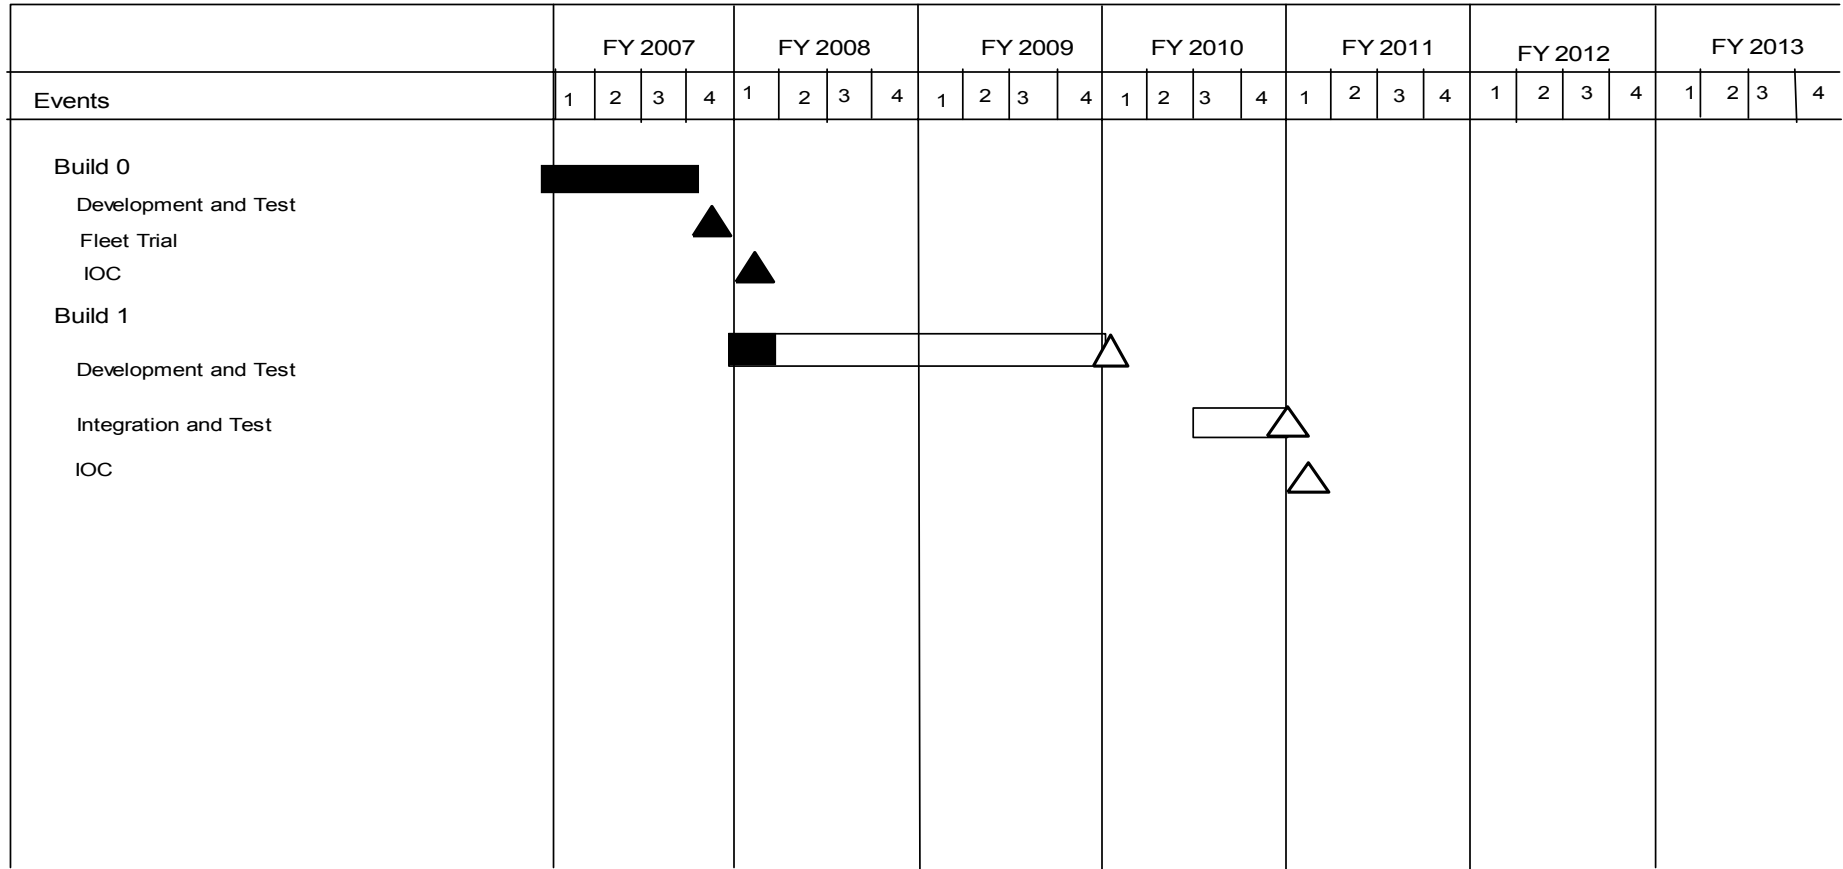 FY 2007 FY 2008 FY 2009 FY 2010 FY 2011 FY 2012 FY 2013
Events 1 2 3 4 1 2 3 4 1 2 3 4 1 2 3 4 1 2 3 4 1 2 3 4 1 2 3 4
Build 0
Development and Test
Fleet Trial
IOC
Build 1
Development and Test
Integration and Test
IOC